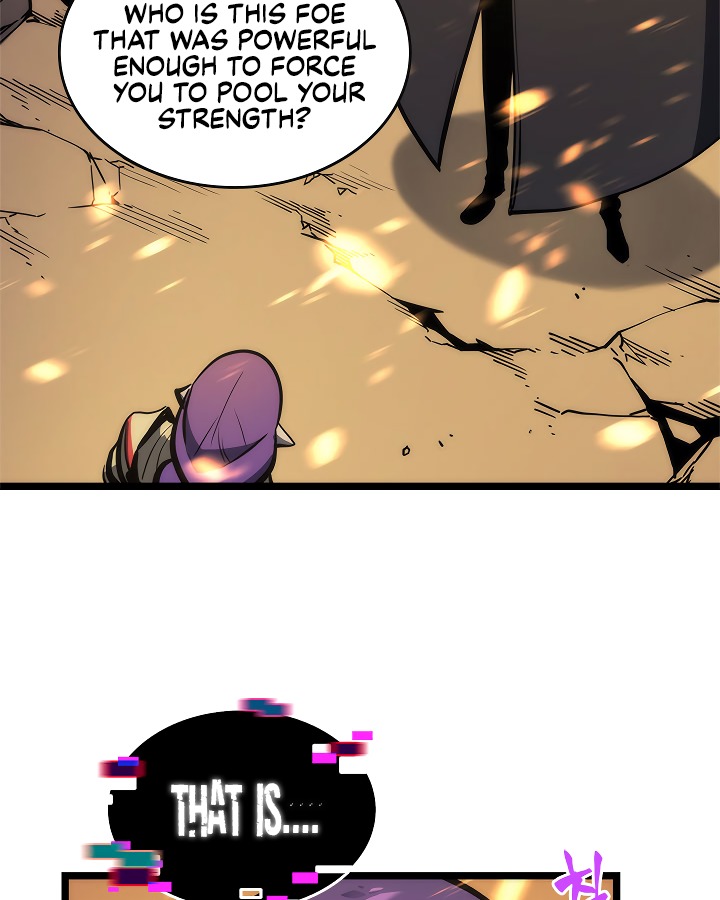 WHO IS THIS FOE
THAT WAS POWERFUL
ENOUGH TO FORCE
YOU TO POOL YOUR
STRENGTH?
THAT IS....